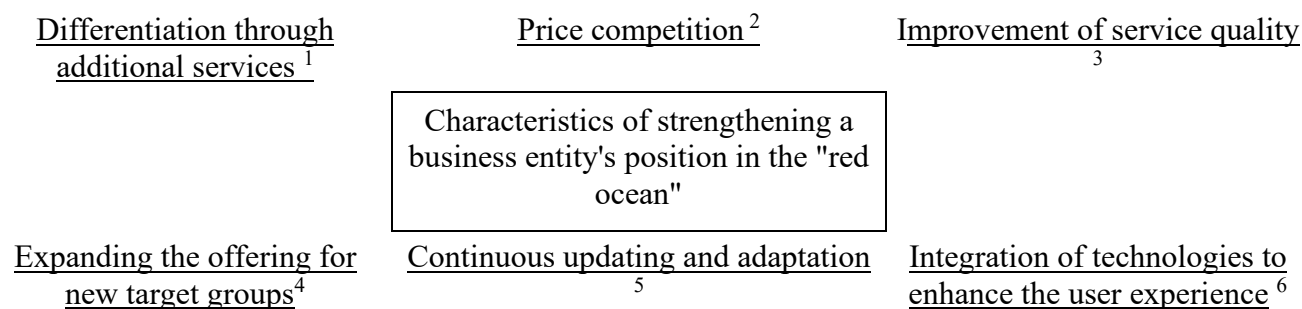 Differentiation through
additional services 1
Price competition 2
Improvement of service quality
3
Characteristics of strengthening a
business entity's position in the "red
ocean"
Expanding the offering for
new target groups4
Continuous updating and adaptation
5
Integration of technologies to
enhance the user experience 6